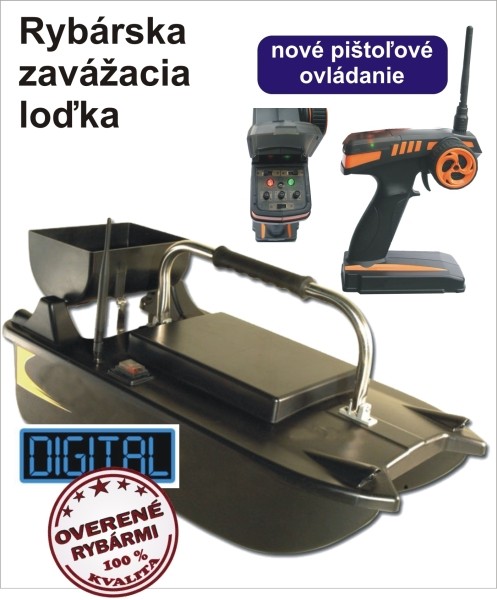 Rybárska
zavážacia
loďka
nové pištoľové
ovládanie
DIGITAL
OVERENÉ
RYBÁRMI
100 %
KVALITA